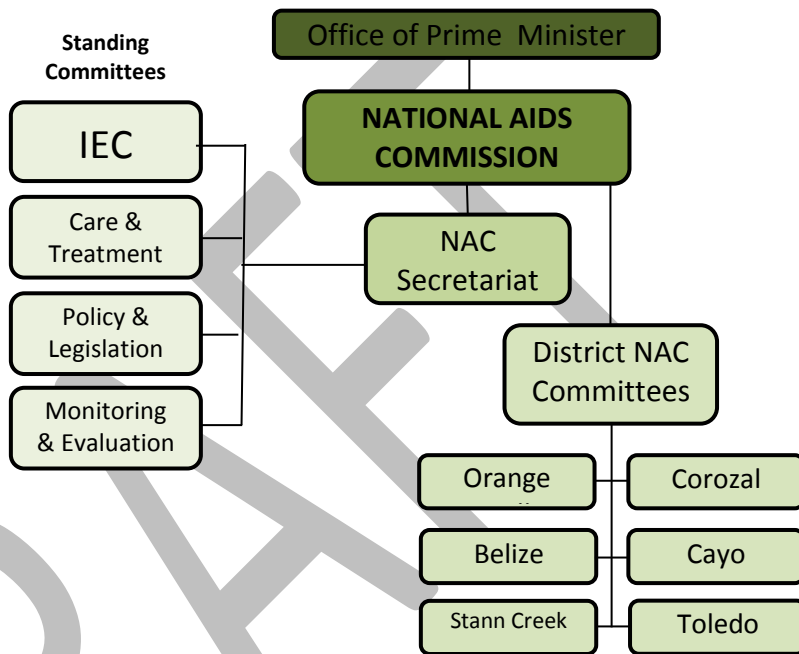 Office of Prime Minister
Standing
Committees
NATIONAL AIDS
COMMISSION
IEC
Care &
Treatment
NAC
Secretariat
Policy &
Legislation
District NAC
Committees
Monitoring
& Evaluation
Orange
Corozal
Belize
Cayo
Stann Creek
Toledo
DRAFT